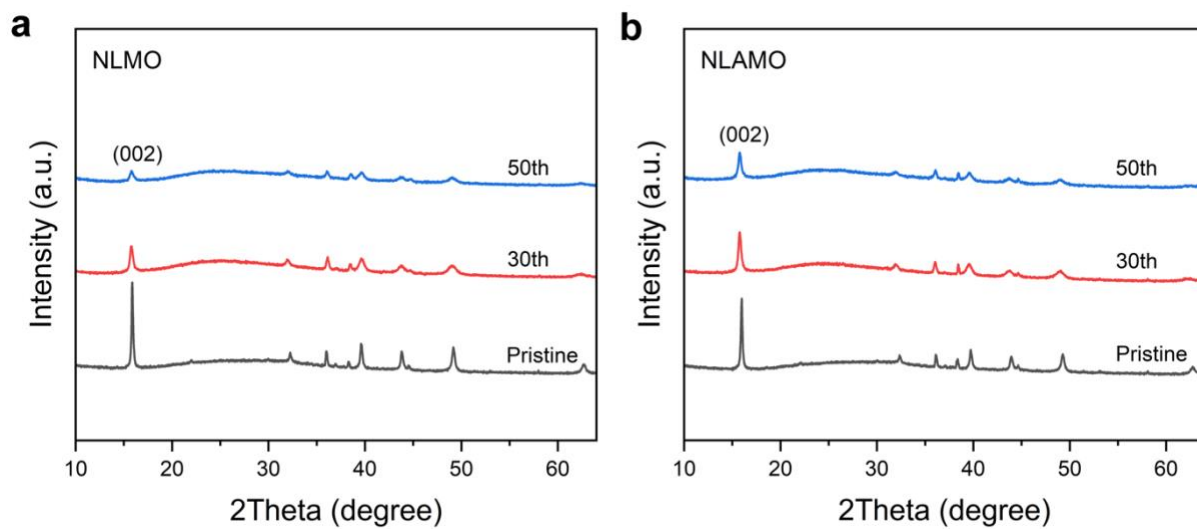 a
NLMO
(002)
50th
30th
Pristine
Intensity (a.u.)
10 20 30 40 50 60
2Theta (degree)
b
NLAMO
(002)
50th
30th
Pristine
Intensity (a.u.)
10 20 30 40 50 60
2Theta (degree)